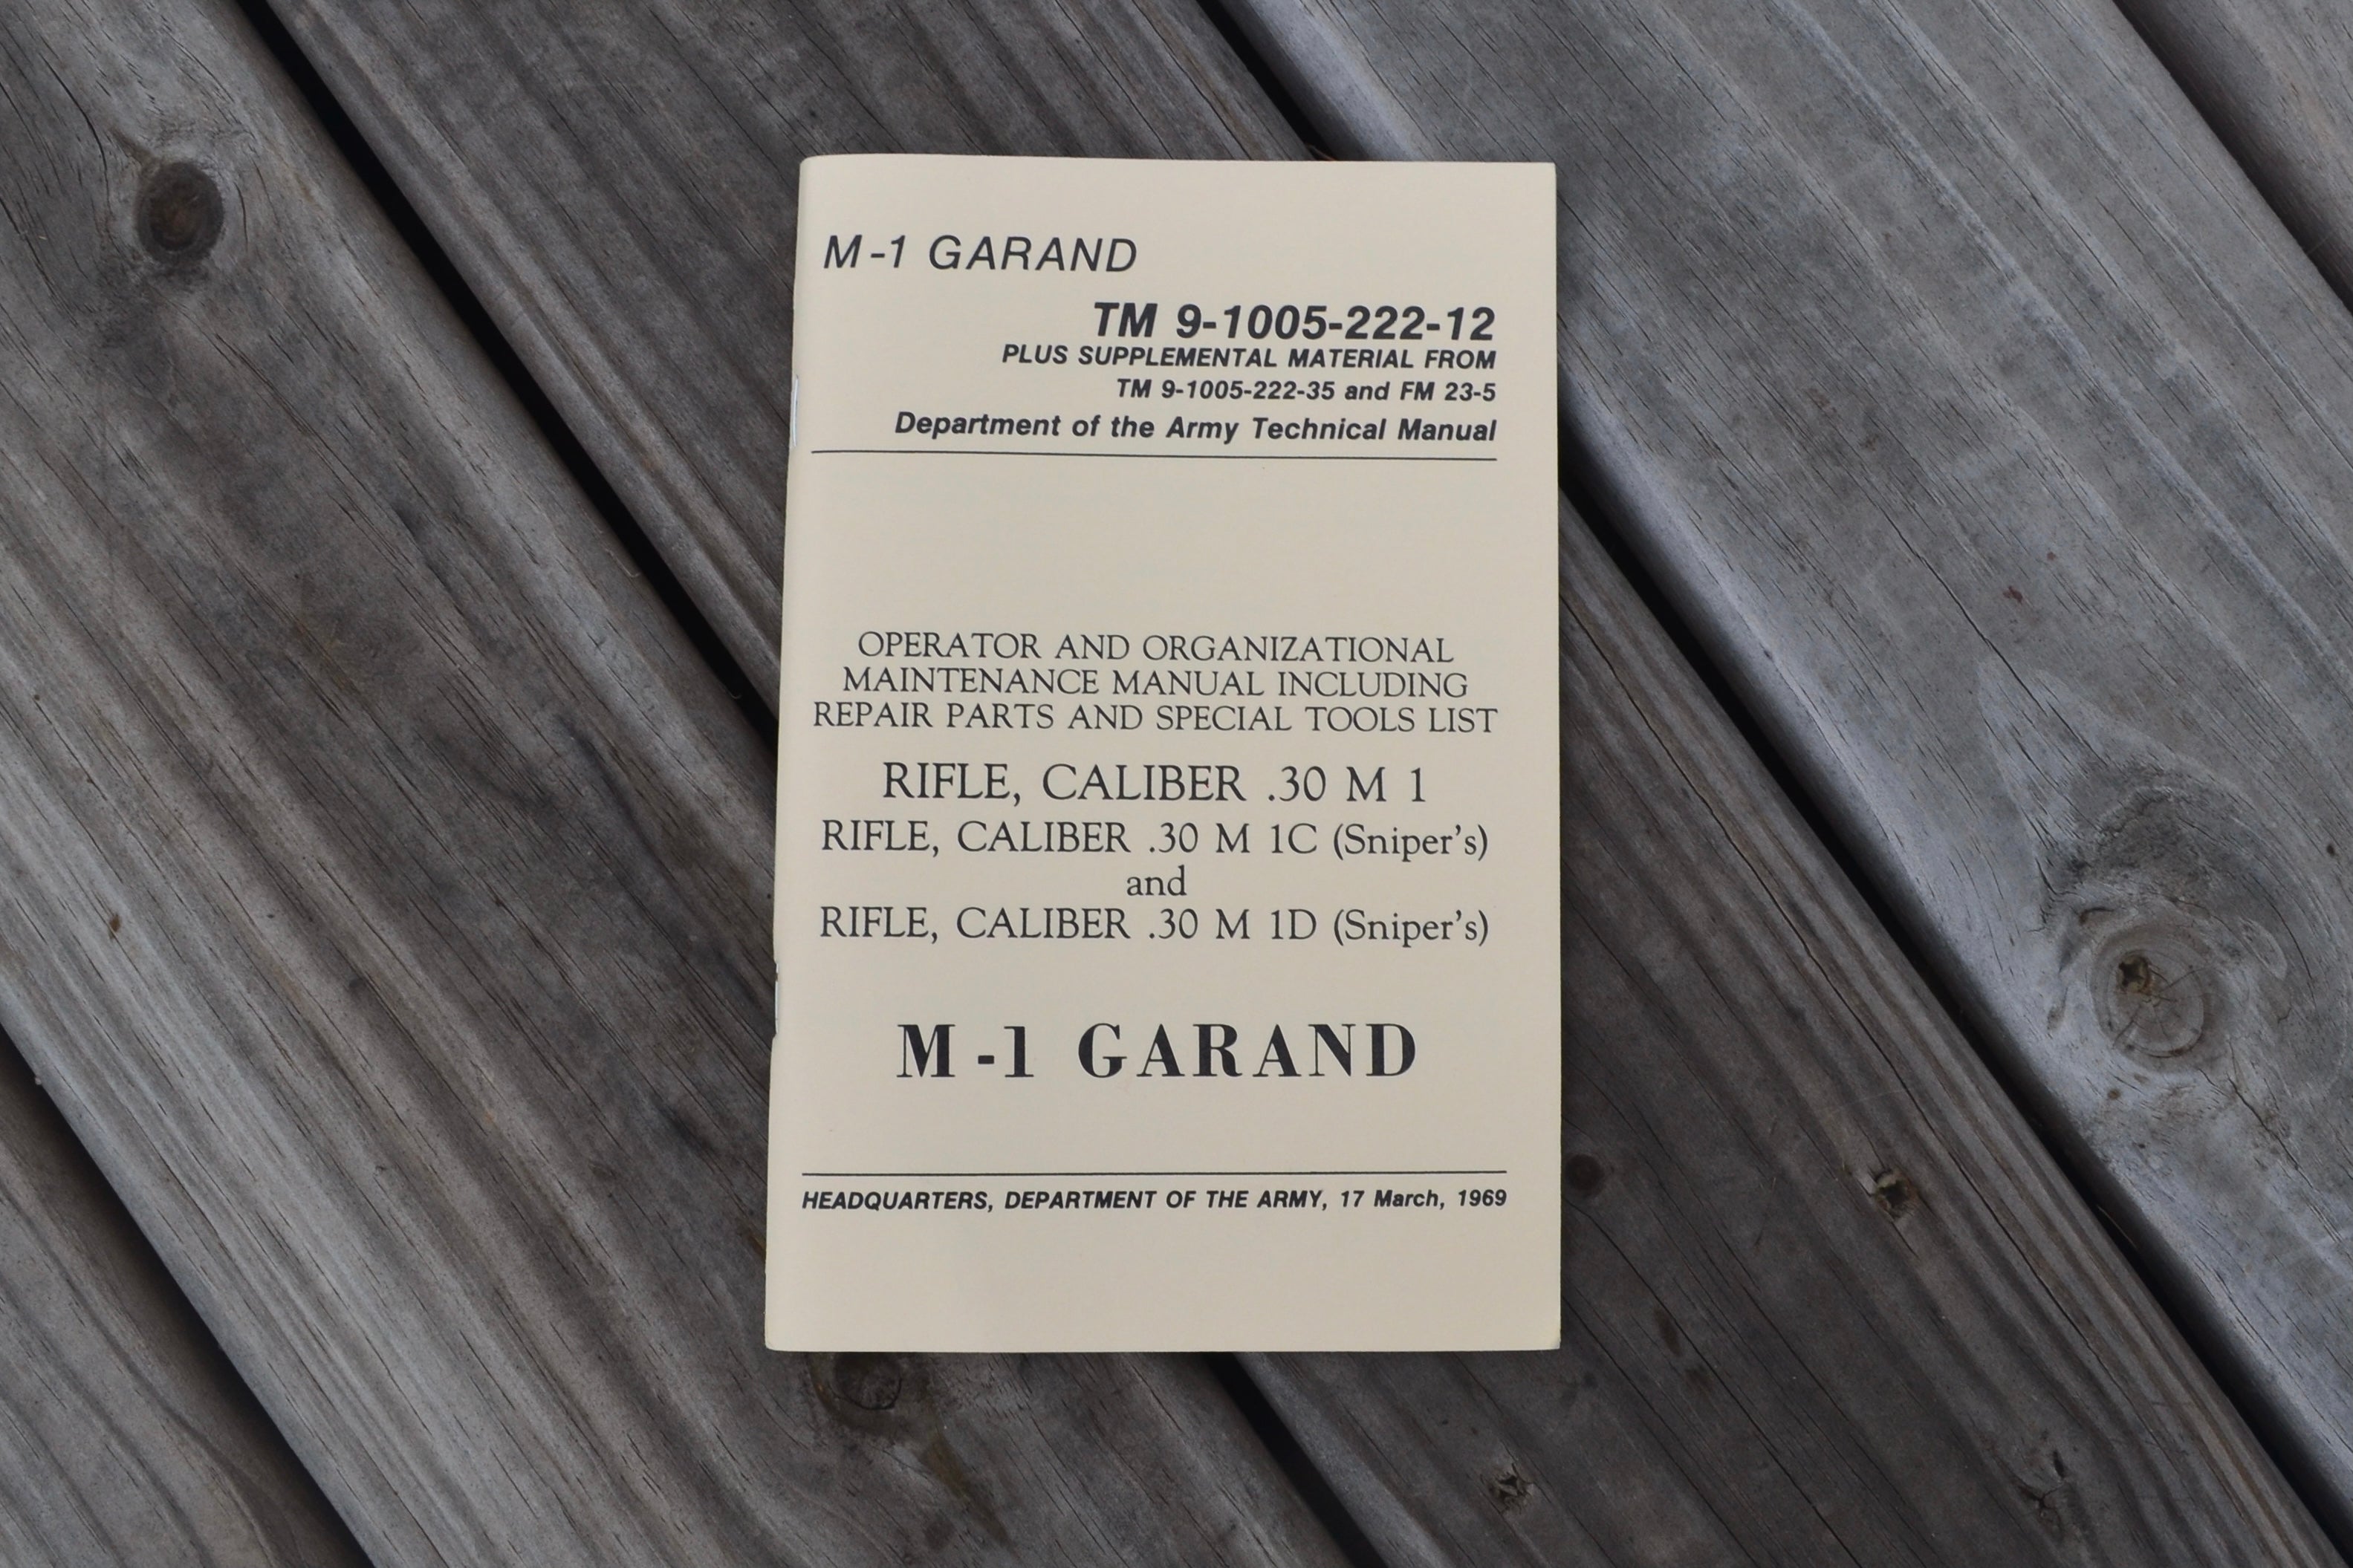 M-1 GARAND
TM 9-1005-222-12
PLUS SUPPLEMENTAL MATERIAL FROM
TM 9-1005-222-35 and FM 23-5
Department of the Army Technical Manual
OPERATOR AND ORGANIZATIONAL
MAINTENANCE MANUAL INCLUDING
REPAIR PARTS AND SPECIAL TOOLS LIST
RIFLE, CALIBER .30 M 1
RIFLE, CALIBER .30 M 1C (Sniper's)
and
RIFLE, CALIBER .30 M 1D (Sniper's)
M-1 GARAND
HEADQUARTERS, DEPARTMENT OF THE ARMY, 17 March, 1969